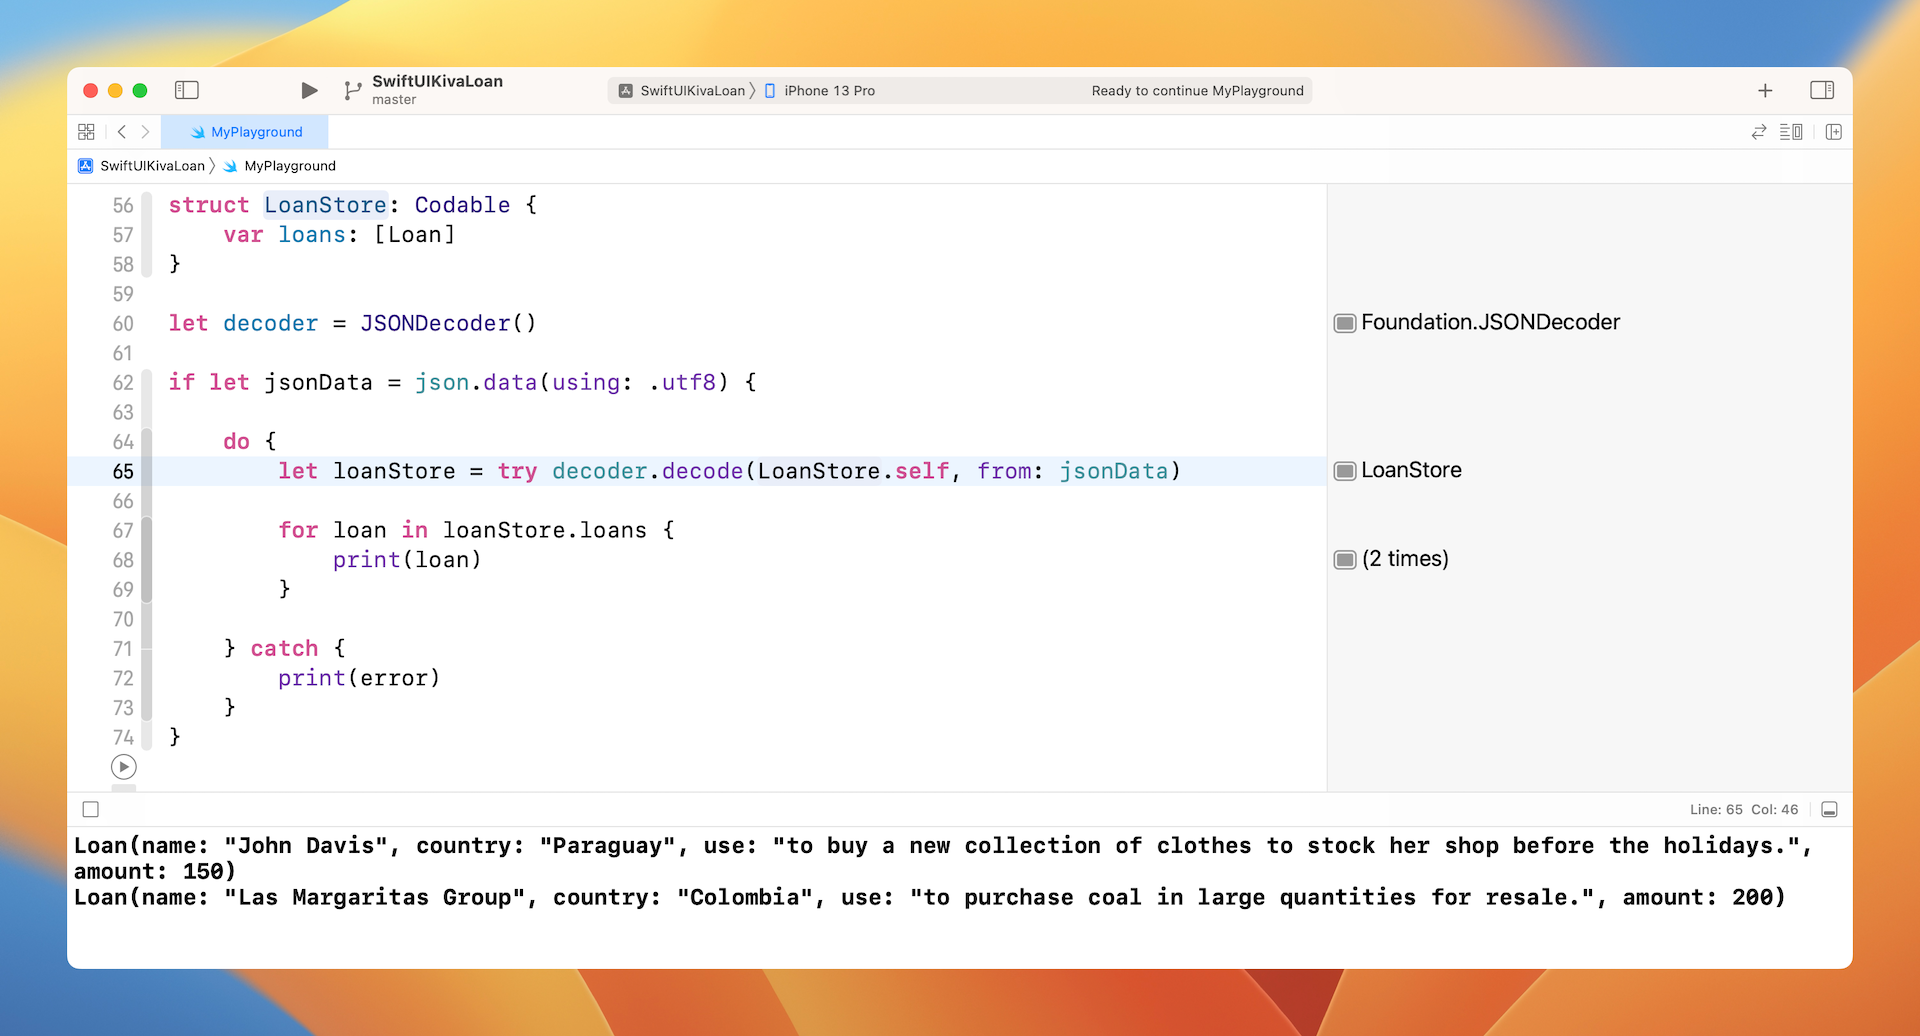 SwiftUIKivaLoan
master
SwiftUIKivaLoan 〉 iPhone 13 Pro
Ready to continue MyPlayground
MyPlayground
SwiftUIKivaLoan 〉 MyPlayground
56 struct LoanStore: Codable {
57     var loans: [Loan]
58 }
59
60 let decoder = JSONDecoder()
Foundation.JSONDecoder
61
62 if let jsonData = json.data(using: .utf8) {
63
64     do {
65         let loanStore = try decoder.decode(LoanStore.self, from: jsonData)
LoanStore
66
67         for loan in loanStore.loans {
68             print(loan)
(2 times)
69         }
70
71     } catch {
72         print(error)
73     }
74 }
Line: 65 Col: 46
Loan(name: "John Davis", country: "Paraguay", use: "to buy a new collection of clothes to stock her shop before the holidays.",
amount: 150)
Loan(name: "Las Margaritas Group", country: "Colombia", use: "to purchase coal in large quantities for resale.", amount: 200)